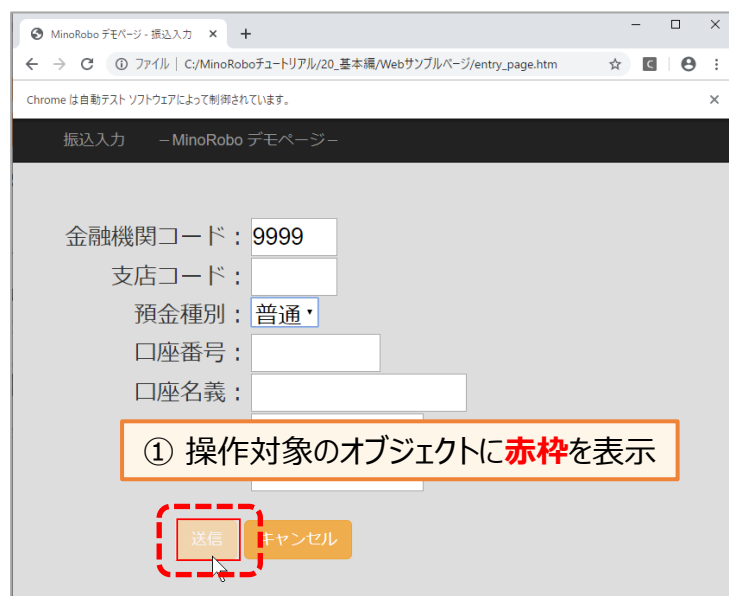 MinoRobo デモページ - 振込入力
ファイル | C:/MinoRoboチュートリアル/20_基本編/Webサンプルページ/entry_page.htm
C
Chrome は自動テスト ソフトウェアによって制御されています。
振込入力 －MinoRobo デモページ－
金融機関コード： 9999
支店コード：
預金種別： 普通
口座番号：
口座名義：
① 操作対象のオブジェクトに赤枠を表示
送信 キャンセル